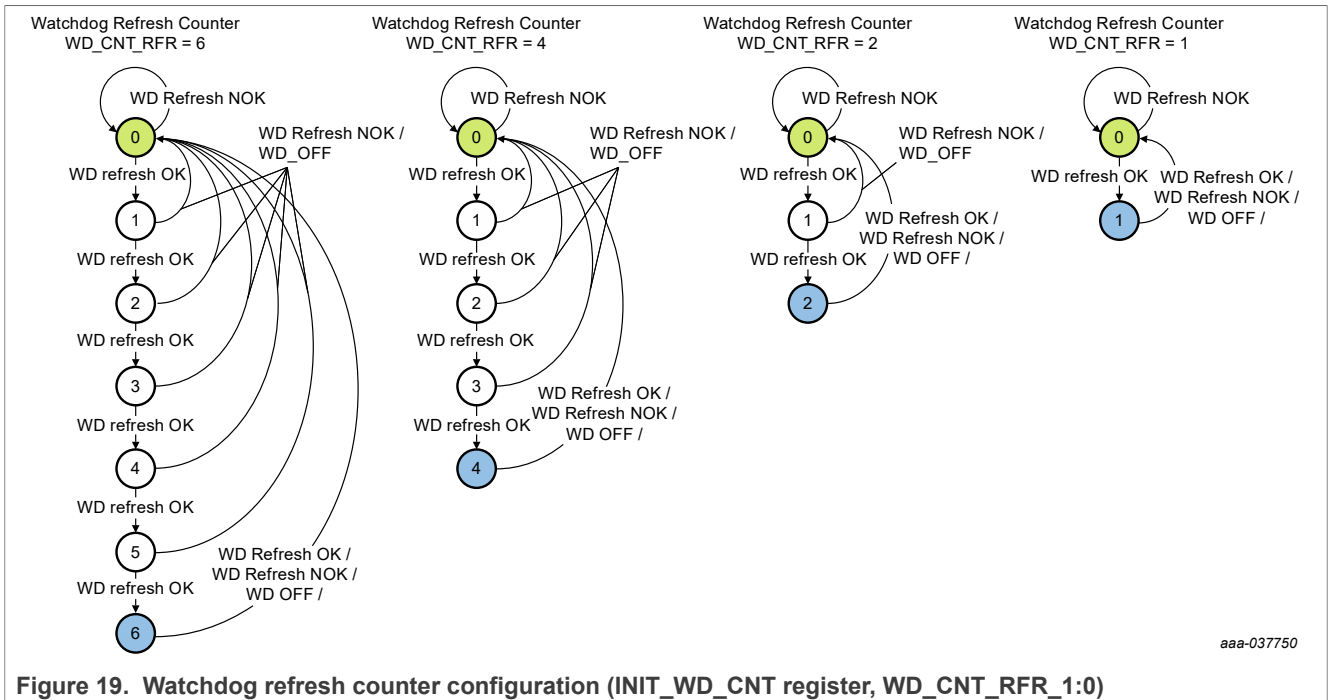 Watchdog Refresh Counter
WD_CNT_RFR = 6
WD Refresh NOK
0
WD Refresh NOK /
WD_OFF
WD refresh OK
1
WD refresh OK
2
WD refresh OK
3
WD refresh OK
4
WD refresh OK
5
WD Refresh OK /
WD Refresh NOK /
WD OFF /
WD refresh OK
6
Watchdog Refresh Counter
WD_CNT_RFR = 4
WD Refresh NOK
0
WD Refresh NOK /
WD_OFF
WD refresh OK
1
WD refresh OK
2
WD refresh OK
3
WD Refresh OK /
WD Refresh NOK /
WD OFF /
WD refresh OK
4
Watchdog Refresh Counter
WD_CNT_RFR = 2
WD Refresh NOK
0
WD Refresh NOK /
WD_OFF
WD refresh OK
1
WD Refresh OK /
WD Refresh NOK /
WD OFF /
WD refresh OK
2
Watchdog Refresh Counter
WD_CNT_RFR = 1
WD Refresh NOK
0
WD refresh OK
WD Refresh OK /
WD Refresh NOK /
WD OFF /
1
aaa-037750
Figure 19. Watchdog refresh counter configuration (INIT_WD_CNT register, WD_CNT_RFR_1:0)